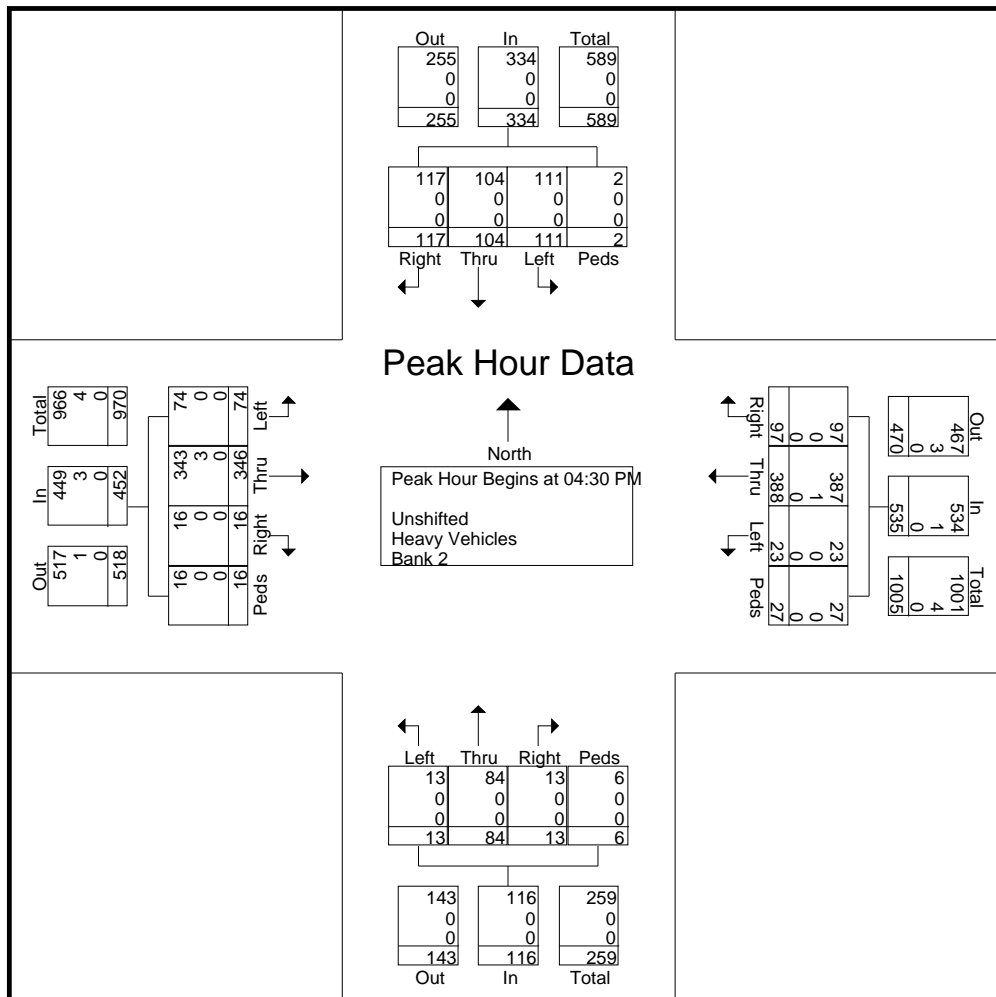 Out In Total
255 334 589
0 0 0
0 0 0
255 334 589
117 104 111 2
0 0 0 0
0 0 0 0
117 104 111 2
Right Thru Left Peds
Peak Hour Data
North
Peak Hour Begins at 04:30 PM
Unshifted
Heavy Vehicles
Bank 2
Total
966 4 0 970
In
449 3 0 452
Out
517 1 0 518
Left
74 0 0 74
Thru
343 3 0 346
Right
16 0 0 16
Peds
16 0 0 16
Right
97 0 0 97
Thru
387 1 0 388
Left
23 0 0 23
Peds
27 0 0 27
Out
467 3 0 470
In
534 1 0 535
Total
1001 4 0 1005
Left Thru Right Peds
13 84 13 6
0 0 0 0
0 0 0 0
13 84 13 6
143 116 259
0 0 0
0 0 0
143 116 259
Out In Total